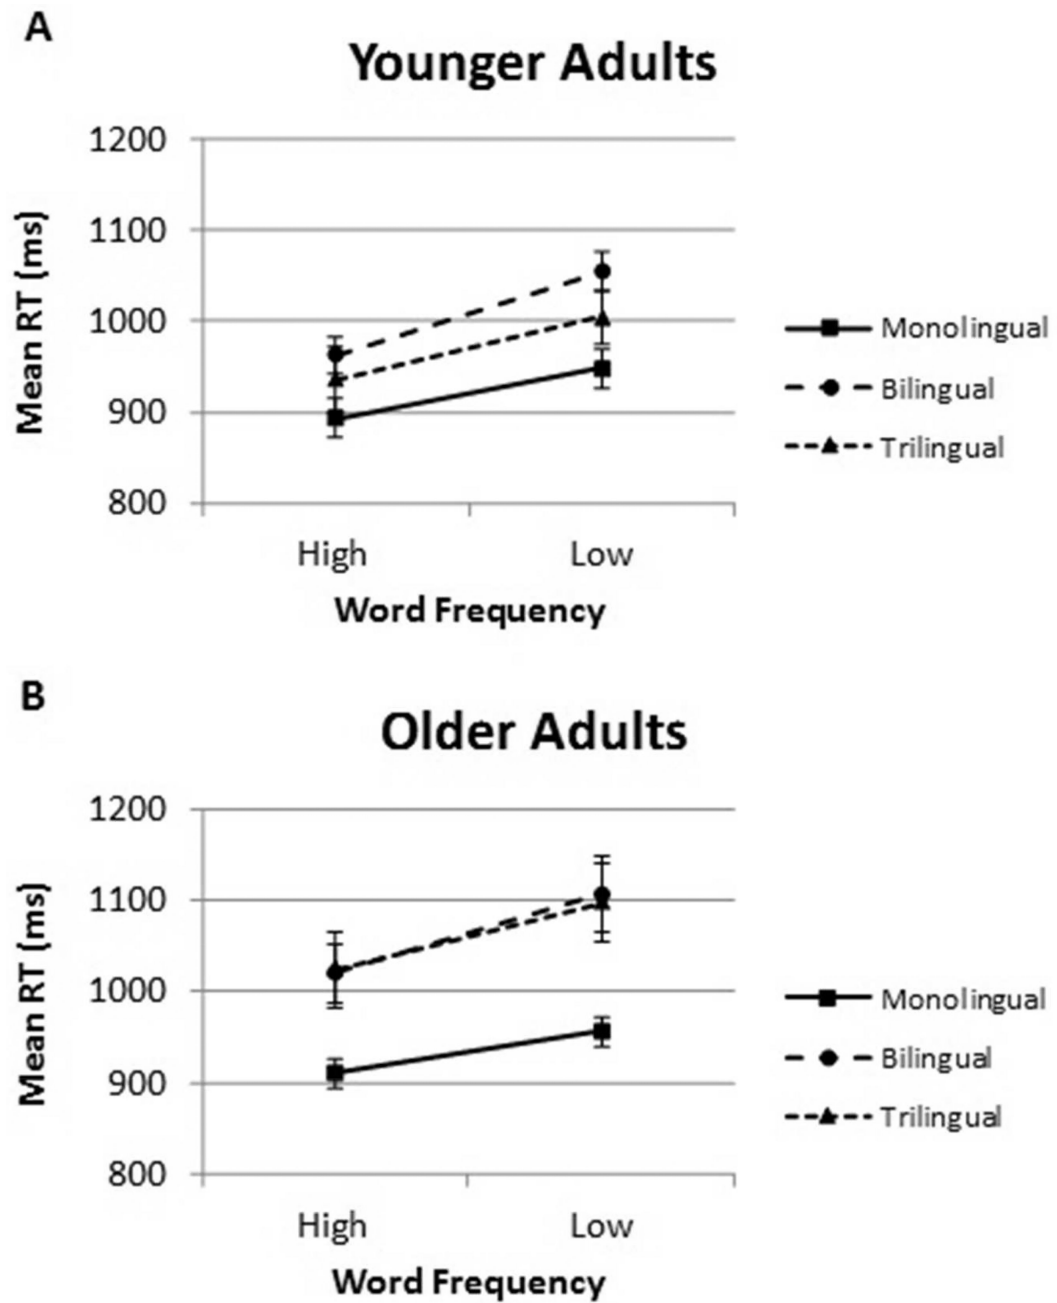 A
Younger Adults
1200
1100
1000
900
800
Mean RT (ms)
High Low
Word Frequency
Monolingual
Bilingual
Trilingual
B
Older Adults
1200
1100
1000
900
800
Mean RT (ms)
High Low
Word Frequency
Monolingual
Bilingual
Trilingual